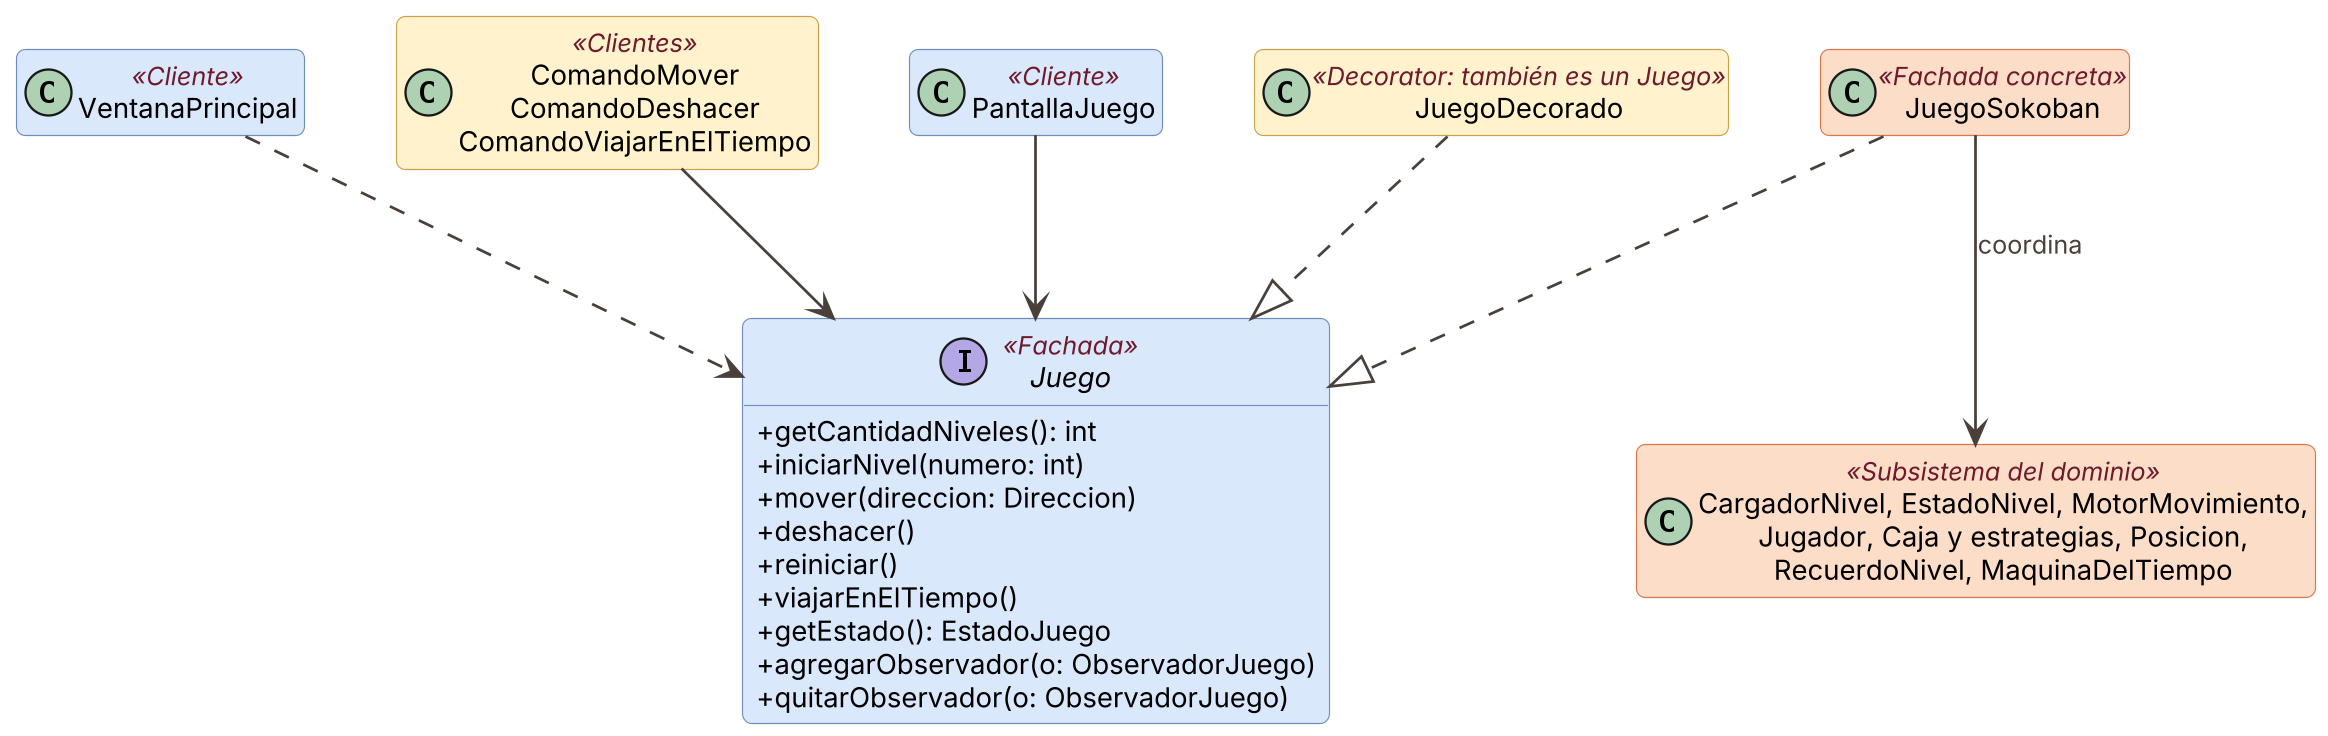 «Cliente»
C
VentanaPrincipal
«Clientes»
ComandoMover
C
ComandoDeshacer
ComandoViajarEnElTiempo
«Cliente»
C
PantallaJuego
«Decorator: también es un Juego»
C
JuegoDecorado
«Fachada concreta»
C
JuegoSokoban
coordina
«Fachada»
I
Juego
+getCantidadNiveles(): int
+iniciarNivel(numero: int)
+mover(direccion: Direccion)
+deshacer()
+reiniciar()
+viajarEnElTiempo()
+getEstado(): EstadoJuego
+agregarObservador(o: ObservadorJuego)
+quitarObservador(o: ObservadorJuego)
«Subsistema del dominio»
CargadorNivel, EstadoNivel, MotorMovimiento,
C
Jugador, Caja y estrategias, Posicion,
RecuerdoNivel, MaquinaDelTiempo